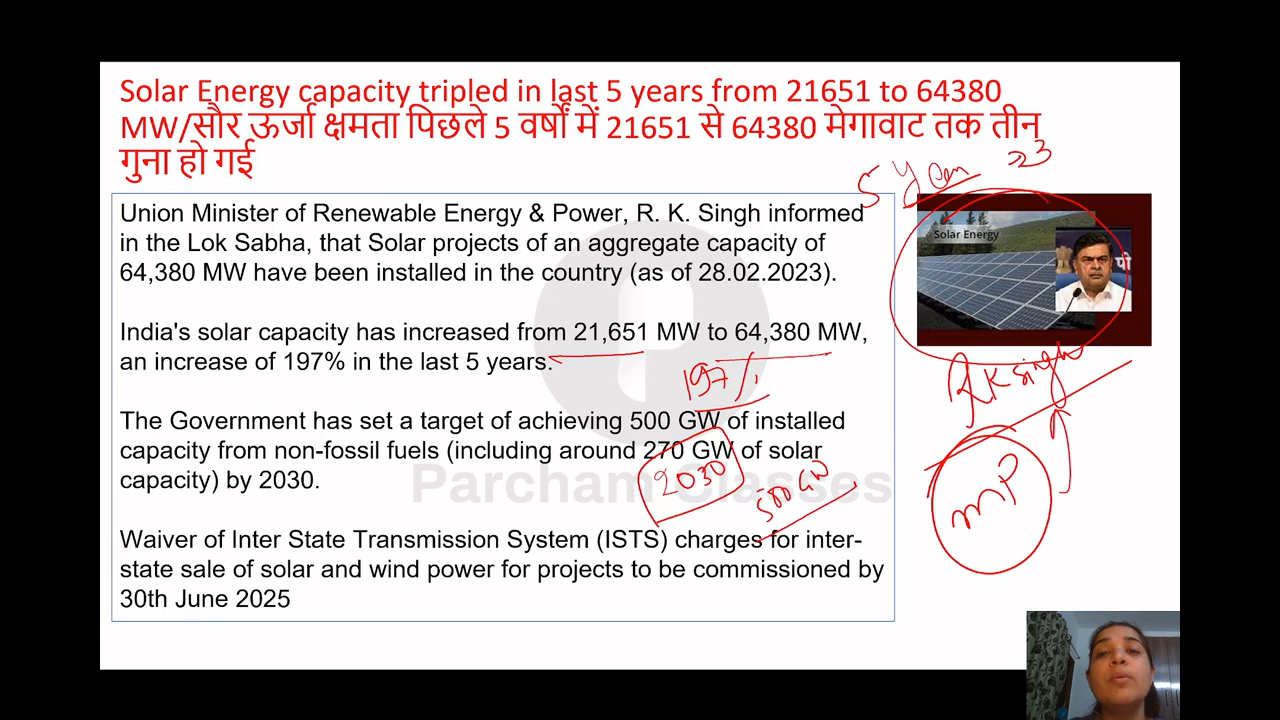 Solar Energy capacity tripled in last 5 years from 21651 to 64380
MW/सौर ऊर्जा क्षमता पिछले 5 वर्षों में 21651 से 64380 मेगावाट तक तीन
गुना हो गई
5 Year 23
Union Minister of Renewable Energy & Power, R. K. Singh informed
in the Lok Sabha, that Solar projects of an aggregate capacity of
64,380 MW have been installed in the country (as of 28.02.2023).
Solar Energy
पो
India's solar capacity has increased from 21,651 MW to 64,380 MW,
an increase of 197% in the last 5 years.
197%
RK Singh
The Government has set a target of achieving 500 GW of installed
capacity from non-fossil fuels (including around 270 GW of solar
capacity) by 2030.
2030
500 GW
MP
Parcham Classes
Waiver of Inter State Transmission System (ISTS) charges for inter-
state sale of solar and wind power for projects to be commissioned by
30th June 2025